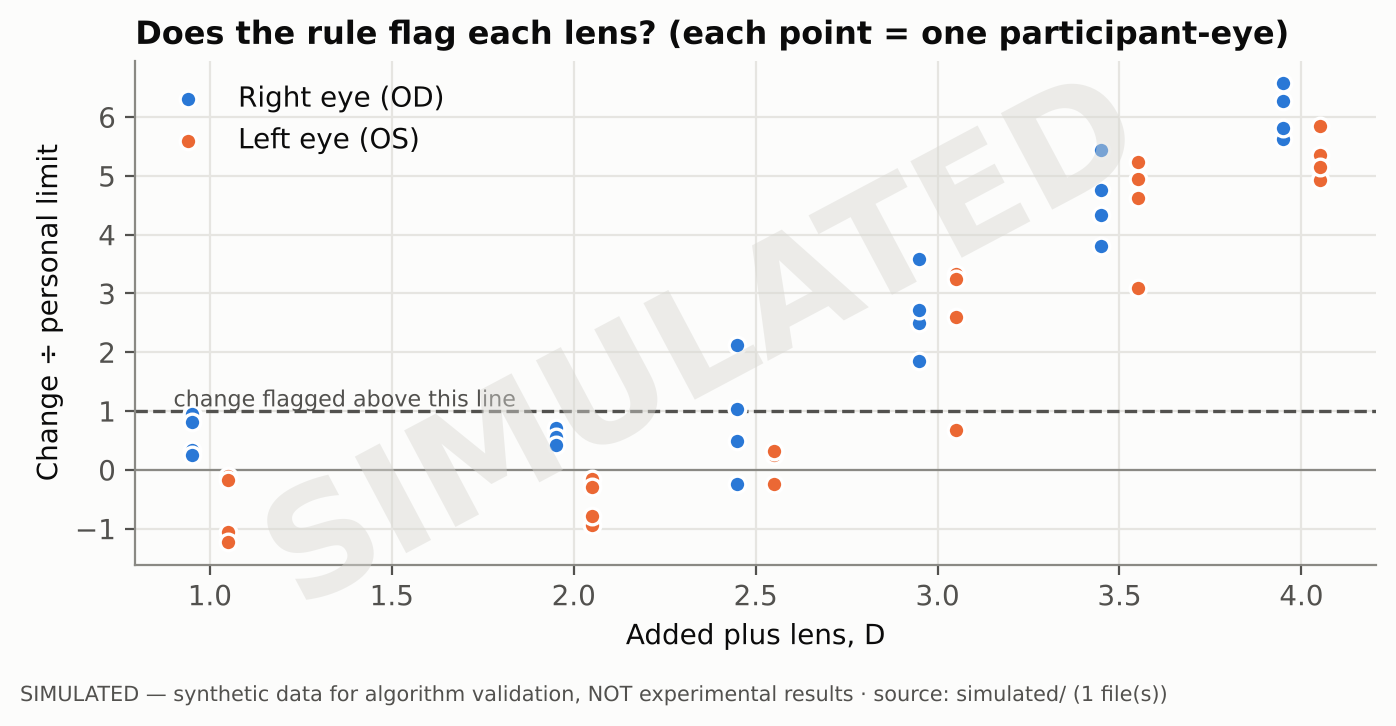 Does the rule flag each lens? (each point = one participant-eye)
Right eye (OD)
Left eye (OS)
Change ÷ personal limit
6
5
4
3
2
1
0
−1
change flagged above this line
SIMULATED
1.0 1.5 2.0 2.5 3.0 3.5 4.0
Added plus lens, D
SIMULATED — synthetic data for algorithm validation, NOT experimental results · source: simulated/ (1 file(s))